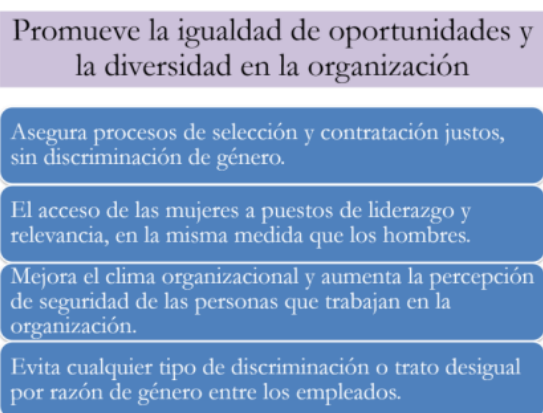 Promueve la igualdad de oportunidades y
la diversidad en la organización
Asegura procesos de selección y contratación justos,
sin discriminación de género.
El acceso de las mujeres a puestos de liderazgo y
relevancia, en la misma medida que los hombres.
Mejora el clima organizacional y aumenta la percepción
de seguridad de las personas que trabajan en la
organización.
Evita cualquier tipo de discriminación o trato desigual
por razón de género entre los empleados.